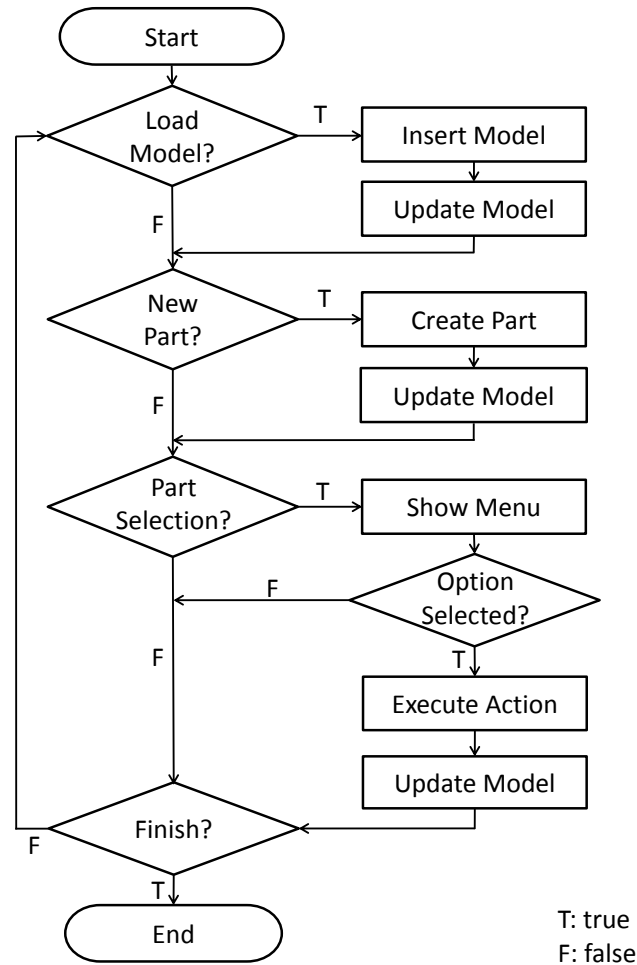 Start
Load
Model?
T
Insert Model
Update Model
F
New
Part?
T
Create Part
Update Model
F
Part
Selection?
T
Show Menu
Option
Selected?
F
F
T
Execute Action
Update Model
Finish?
F
T
End
T: true
F: false